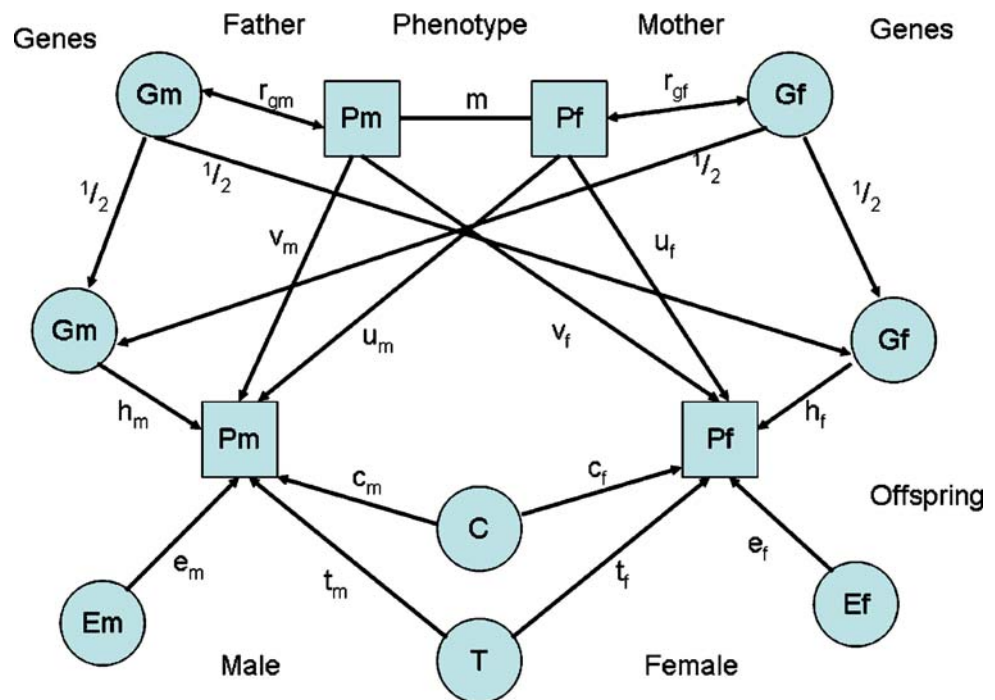 Genes Father Phenotype Mother Genes
Gm r_gm Pm m Pf r_gf Gf
1/2 1/2 1/2 1/2
v_m u_f
Gm u_m v_f Gf
h_m Pm Pf h_f
c_m C c_f Offspring
Em e_m t_m T t_f e_f Ef
Male Female